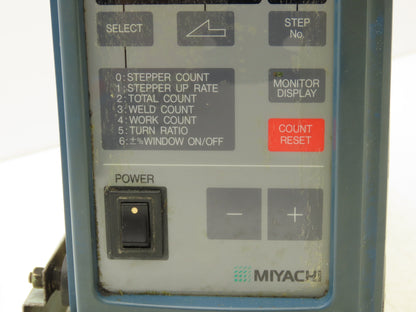 SELECT
STEP
No.
0: STEPPER COUNT
1: STEPPER UP RATE
2: TOTAL COUNT
3: WELD COUNT
4: WORK COUNT
5: TURN RATIO
6: ±% WINDOW ON/OFF
MONITOR
DISPLAY
COUNT
RESET
POWER
− +
MIYACHI